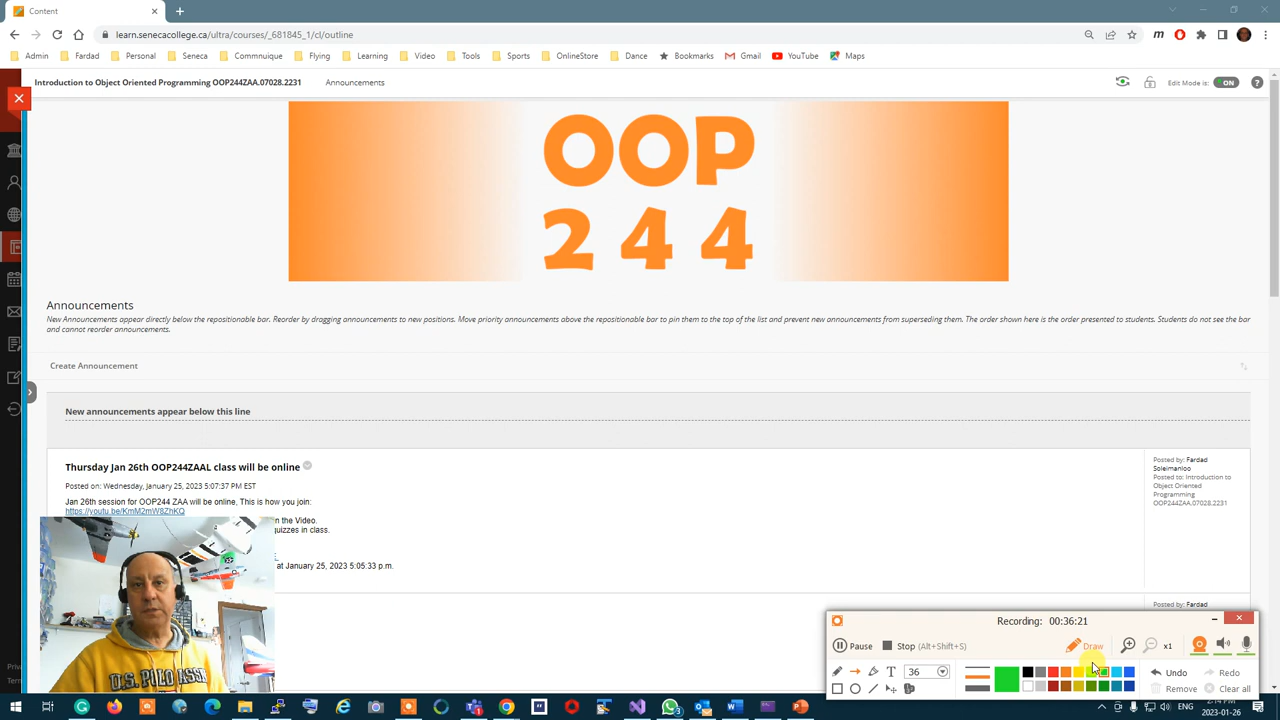 Content
learn.senecacollege.ca/ultra/courses/_681845_1/cl/outline
Admin
Fardad
Personal
Seneca
Commnuique
Flying
Learning
Video
Tools
Sports
OnlineStore
Dance
Bookmarks
Gmail
YouTube
Maps
Introduction to Object Oriented Programming OOP244ZAA.07028.2231
Announcements
Edit Mode is: ON
OOP
244
Announcements
New Announcements appear directly below the repositionable bar. Reorder by dragging announcements to new positions. Move priority announcements above the repositionable bar to pin them to the top of the list and prevent new announcements from superseding them. The order shown here is the order presented to students. Students do not see the bar
and cannot reorder announcements.
Create Announcement
New announcements appear below this line
Thursday Jan 26th OOP244ZAAL class will be online
Posted on: Wednesday, January 25, 2023 5:07:37 PM EST
Jan 26th session for OOP244 ZAA will be online, This is how you join:
https://youtu.be/KmM2mW8ZhKQ
n the Video.
quizzes in class.
at January 25, 2023 5:05:33 p.m.
Posted by: Fardad
Soleimanloo
Posted to: Introduction to
Object Oriented
Programming
OOP244ZAA.07028.2231
Posted by: Fardad
U.S. POLO ASSN.
Recording: 00:36:21
Pause
Stop (Alt+Shift+S)
Draw
x1
36
Undo
Redo
Remove
Clear all
Priva
Term
ENG
2:14 PM
2023-01-26